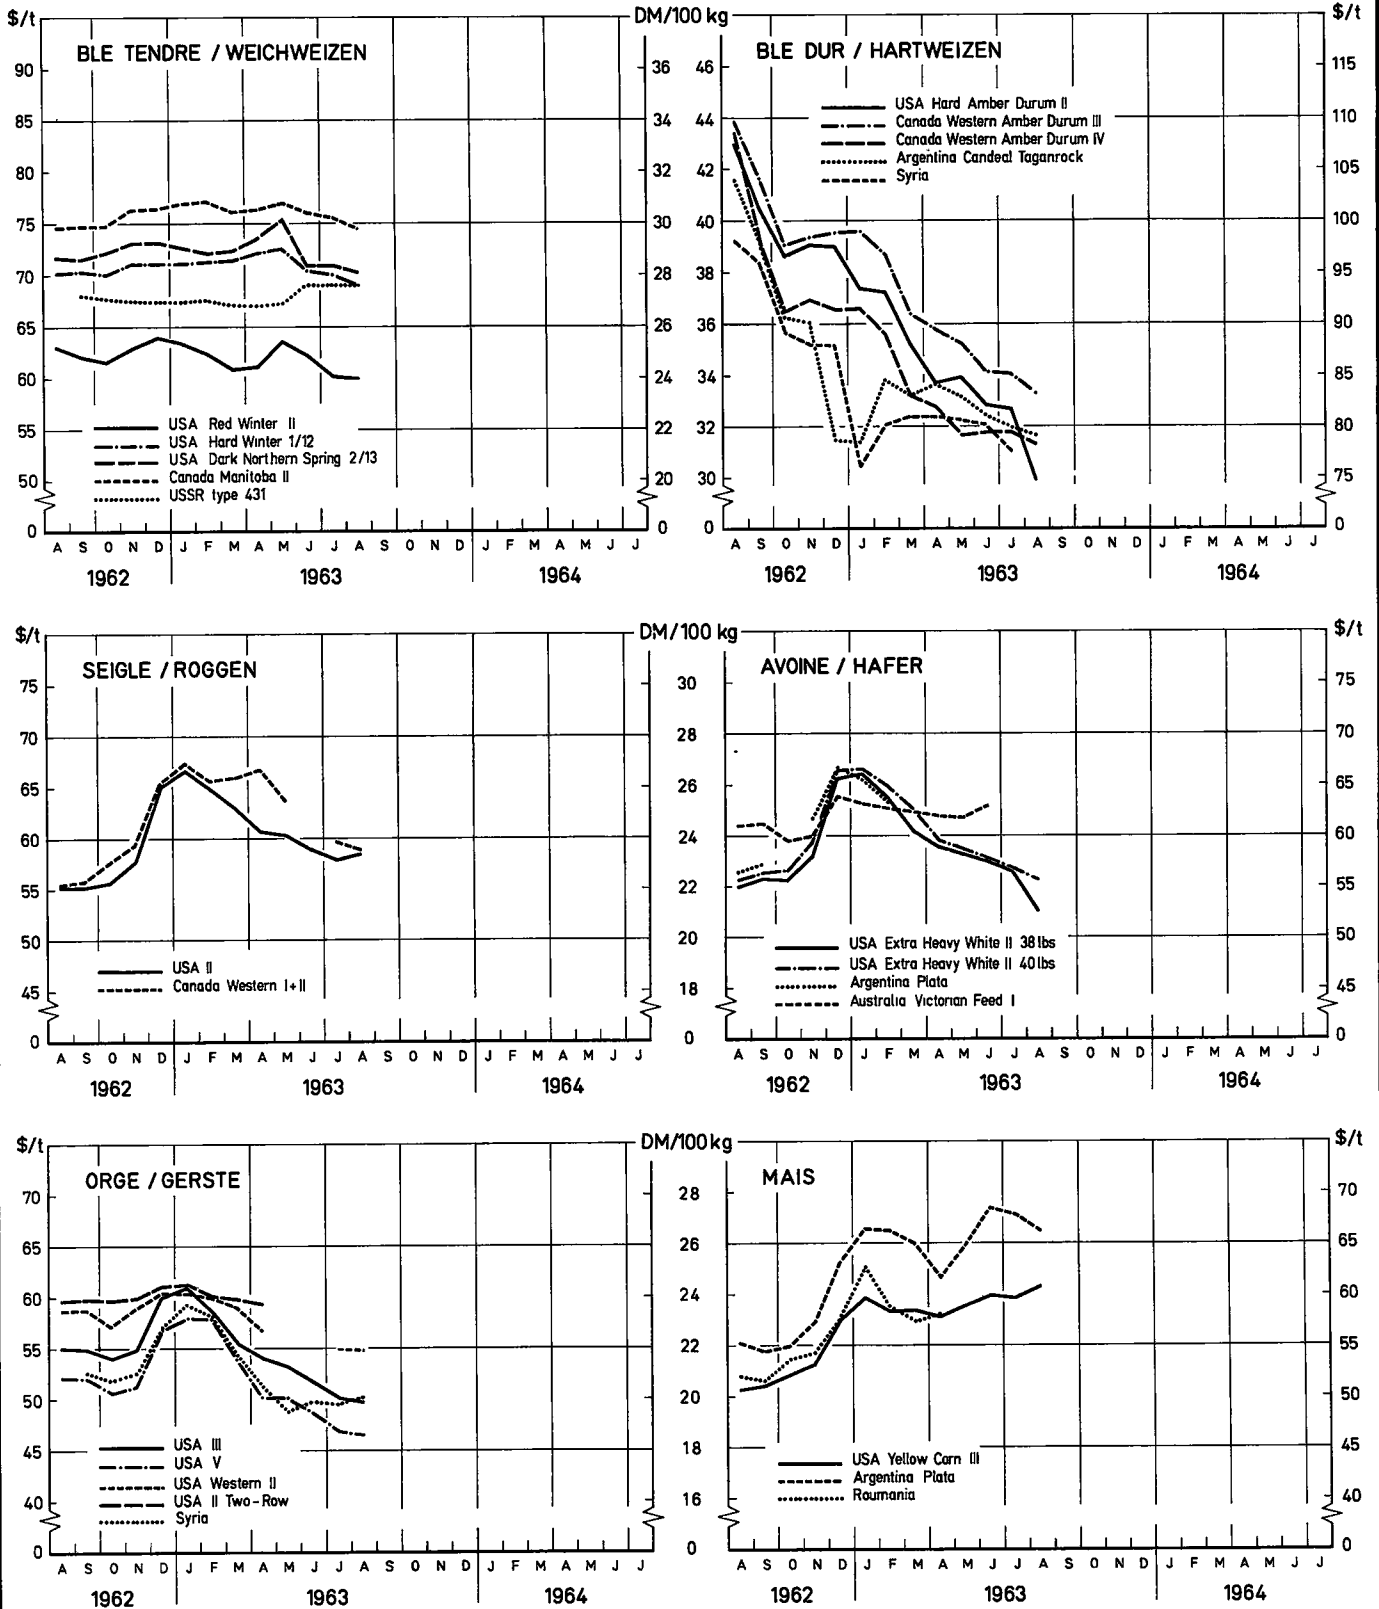 $/t
DM/100 kg
$/t
BLE TENDRE / WEICHWEIZEN
90
85
80
75
70
65
60
55
50
0
36
34
32
30
28
26
24
22
20
0
USA Red Winter II
USA Hard Winter 1/12
USA Dark Northern Spring 2/13
Canada Manitoba II
USSR type 431
A S O N D J F M A M J J A S O N D J F M A M J J
1962 1963 1964
BLE DUR / HARTWEIZEN
46
44
42
40
38
36
34
32
30
0
115
110
105
100
95
90
85
80
75
0
USA Hard Amber Durum II
Canada Western Amber Durum III
Canada Western Amber Durum IV
Argentina Candeal Taganrock
Syria
A S O N D J F M A M J J A S O N D J F M A M J J
1962 1963 1964
$/t
DM/100 kg
$/t
SEIGLE / ROGGEN
75
70
65
60
55
50
45
0
30
28
26
24
22
20
18
0
USA II
Canada Western I+II
A S O N D J F M A M J J A S O N D J F M A M J J
1962 1963 1964
AVOINE / HAFER
75
70
65
60
55
50
45
0
USA Extra Heavy White II 38 lbs
USA Extra Heavy White II 40 lbs
Argentina Plata
Australia Victorian Feed I
A S O N D J F M A M J J A S O N D J F M A M J J
1962 1963 1964
$/t
DM/100 kg
$/t
ORGE / GERSTE
70
65
60
55
50
45
40
0
28
26
24
22
20
18
16
0
USA III
USA V
USA Western II
USA II Two-Row
Syria
A S O N D J F M A M J J A S O N D J F M A M J J
1962 1963 1964
MAIS
70
65
60
55
50
45
40
0
USA Yellow Corn III
Argentina Plata
Roumania
A S O N D J F M A M J J A S O N D J F M A M J J
1962 1963 1964